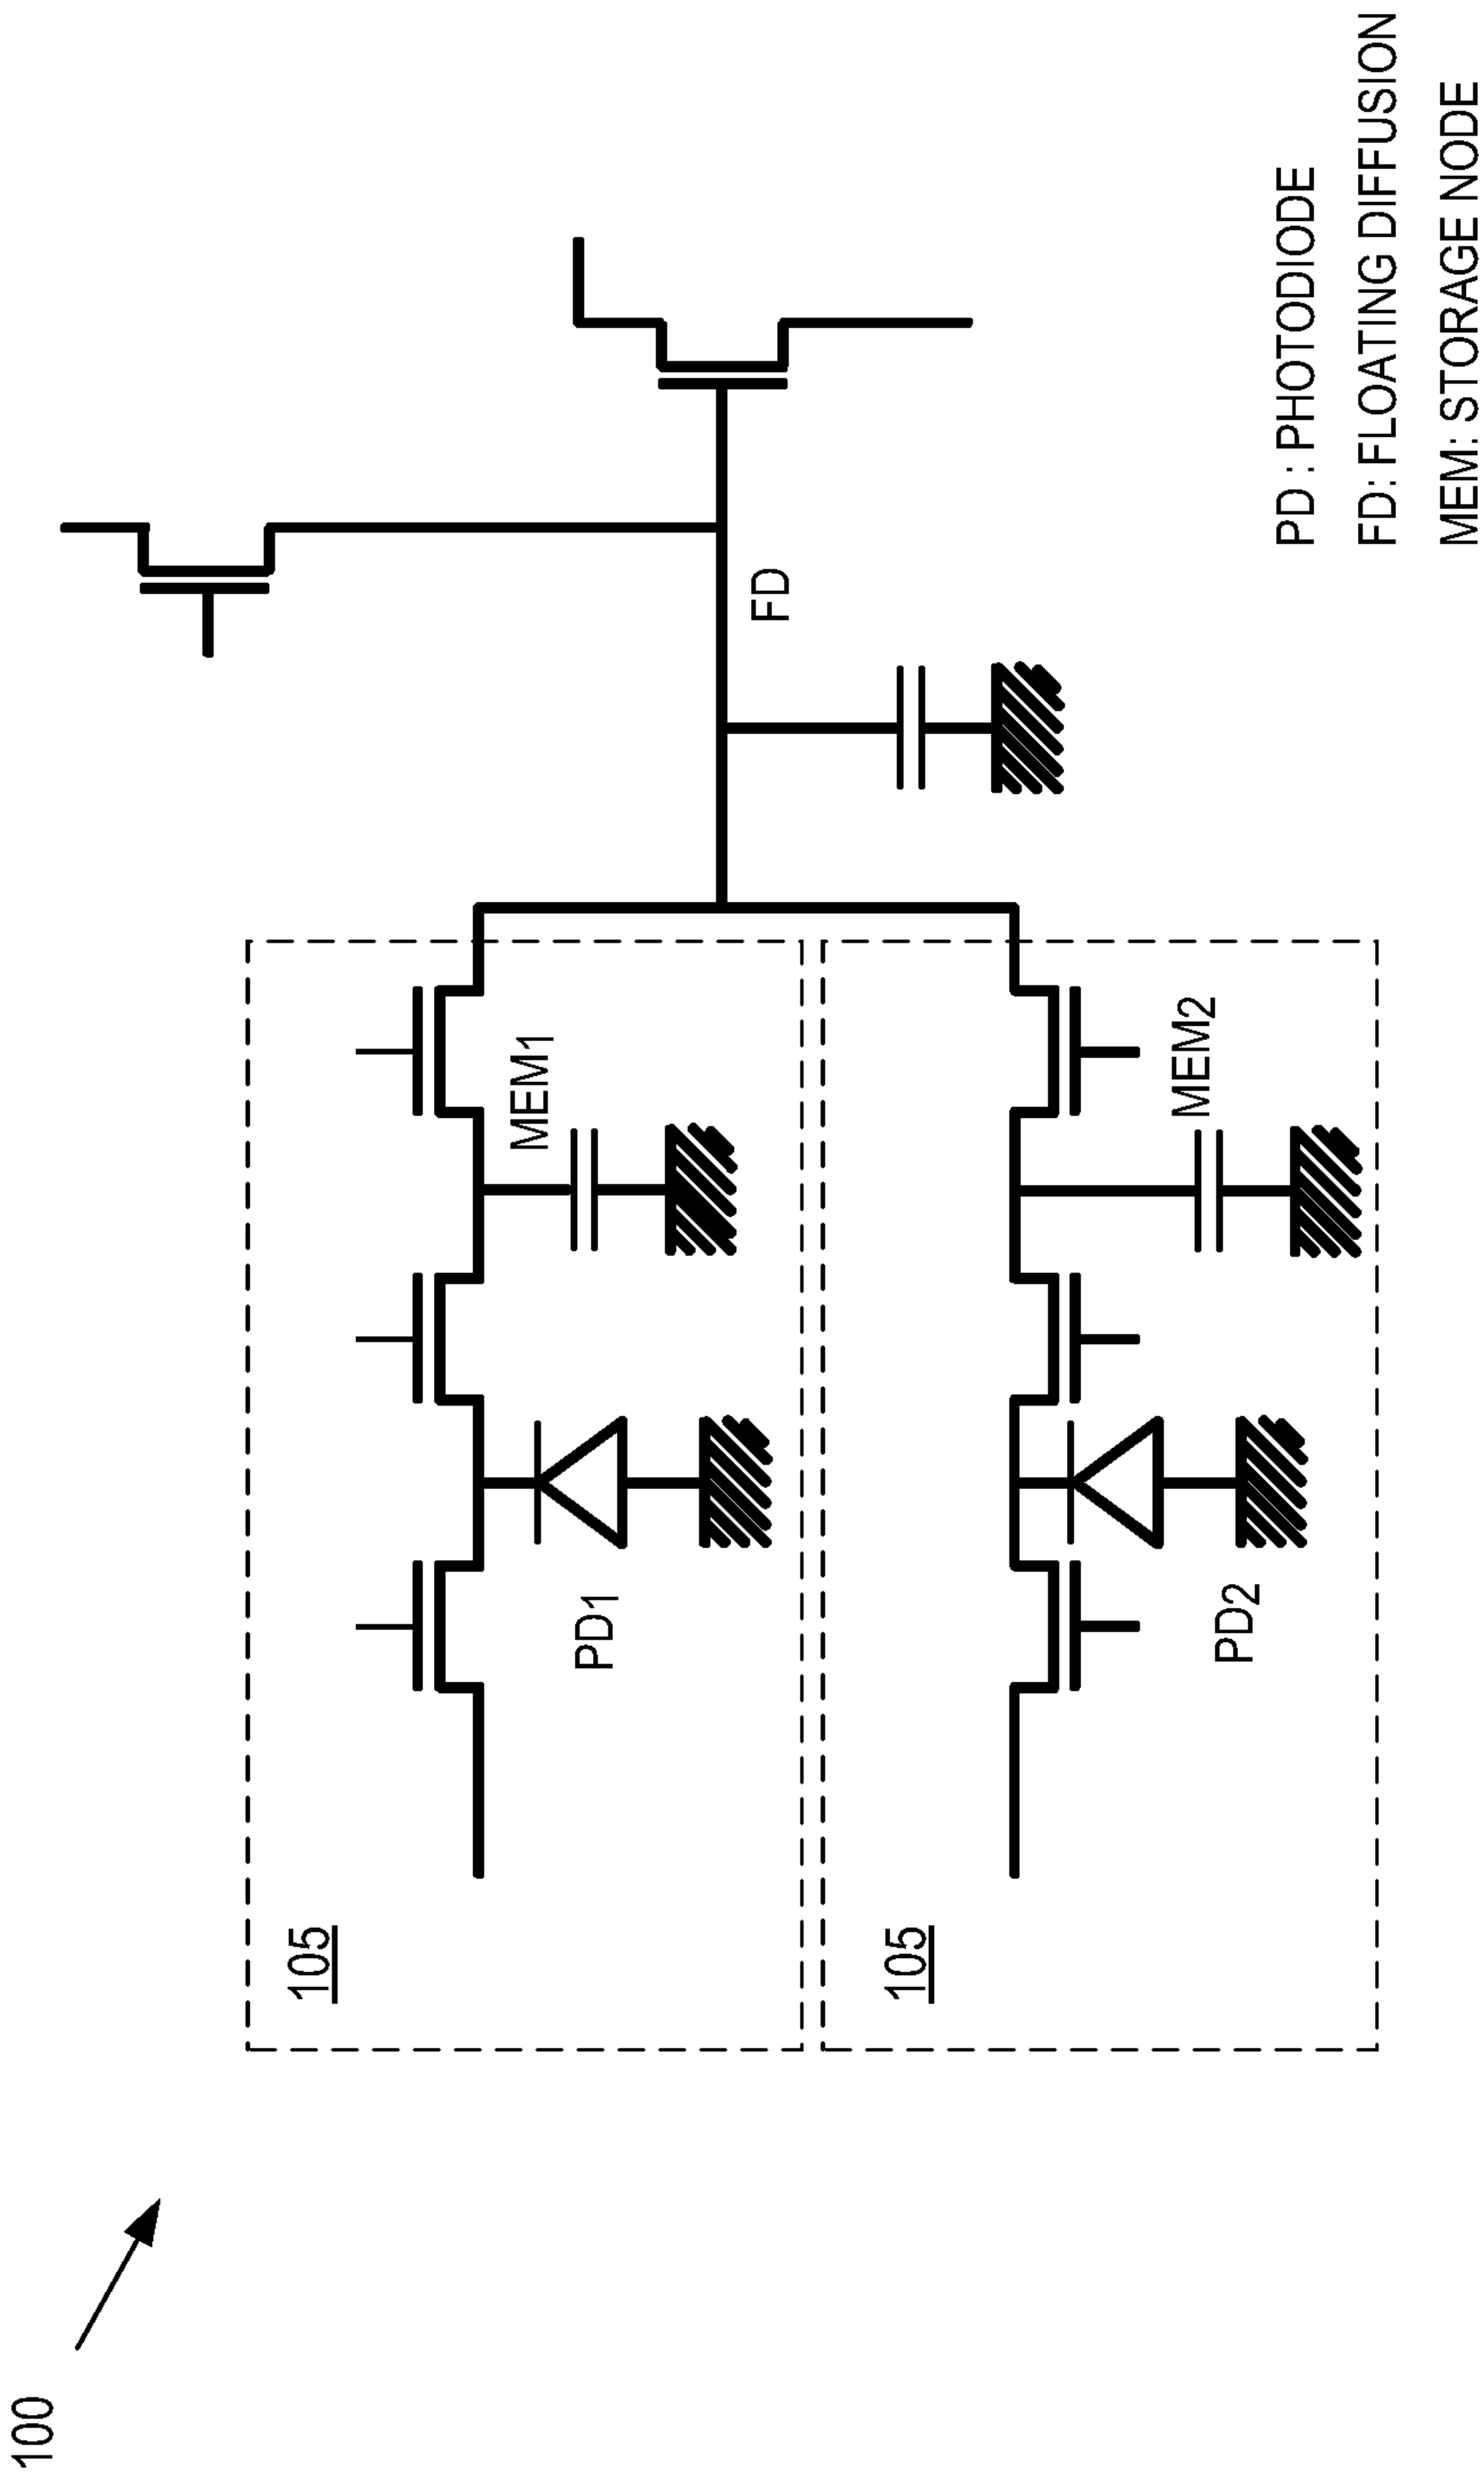 100
105
PD1
MEM1
FD
105
PD2
MEM2
PD : PHOTODIODE
FD: FLOATING DIFFUSION
MEM: STORAGE NODE